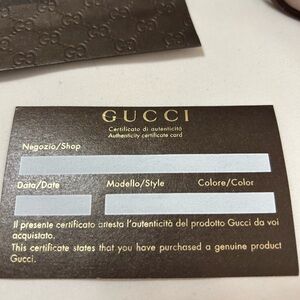 GUCCI
Certificato di autenticità
Authenticity certificate card
Negozio/Shop
Data/Date Modello/Style Colore/Color
Il presente certificato attesta l'autenticità del prodotto Gucci da voi
acquistato.
This certificate states that you have purchased a genuine product
Gucci.